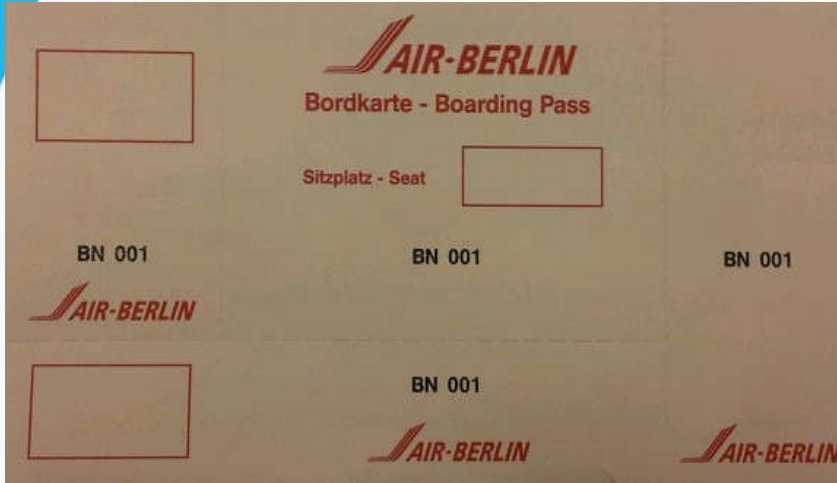 AIR-BERLIN
Bordkarte - Boarding Pass
Sitzplatz - Seat
BN 001
BN 001
BN 001
AIR-BERLIN
BN 001
AIR-BERLIN
AIR-BERLIN